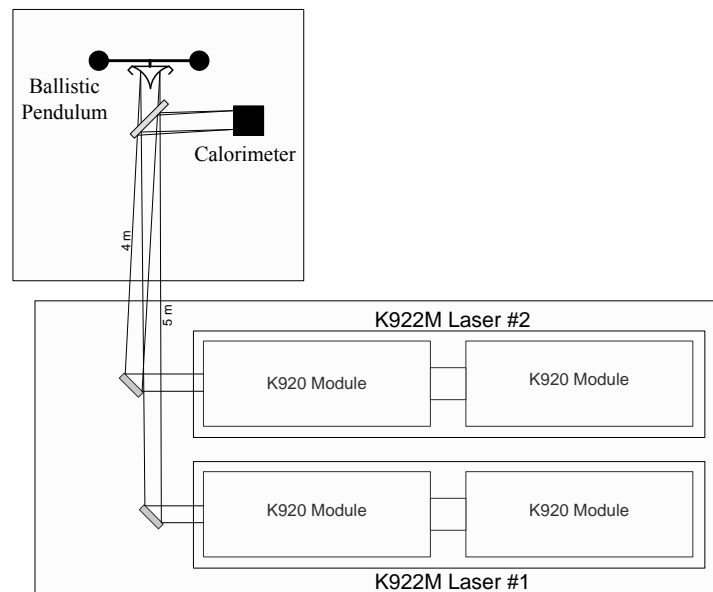 Ballistic
Pendulum
Calorimeter
4 m
5 m
K922M Laser #2
K920 Module
K920 Module
K920 Module
K920 Module
K922M Laser #1